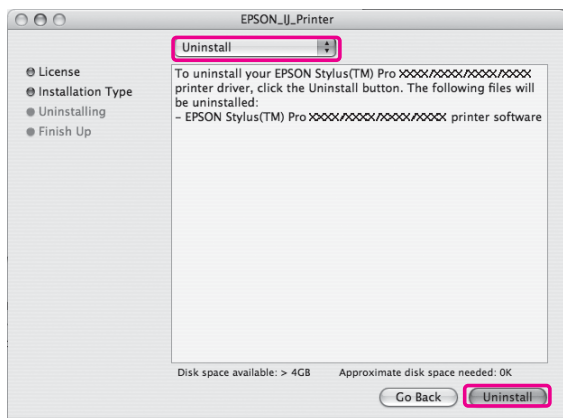 EPSON_IJ_Printer
Uninstall
License
Installation Type
Uninstalling
Finish Up
To uninstall your EPSON Stylus(TM) Pro XXXX/XXXX/XXXX/XXXX
printer driver, click the Uninstall button. The following files will
be uninstalled:
– EPSON Stylus(TM) Pro XXXX/XXXX/XXXX/XXXX printer software
Disk space available: > 4GB
Approximate disk space needed: 0K
Go Back
Uninstall